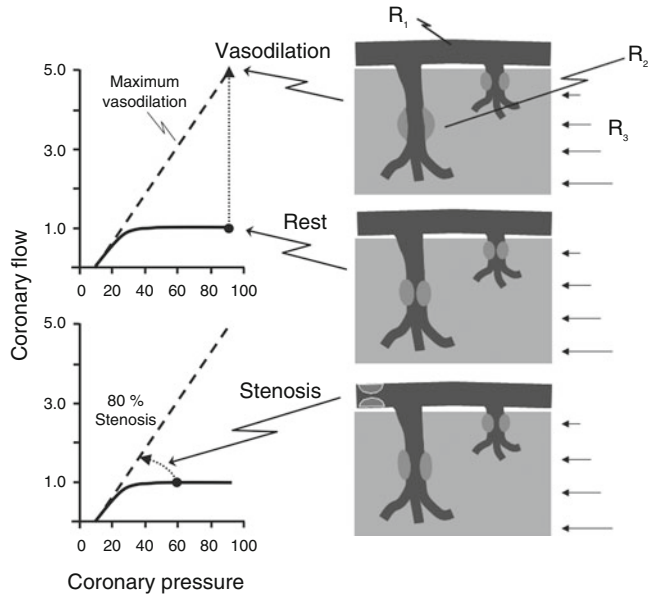 R1
Vasodilation
R2
5.0
Maximum
vasodilation
3.0
R3
1.0
Rest
0 20 40 60 80 100
Coronary flow
5.0
80 %
Stenosis
Stenosis
3.0
1.0
0 20 40 60 80 100
Coronary pressure